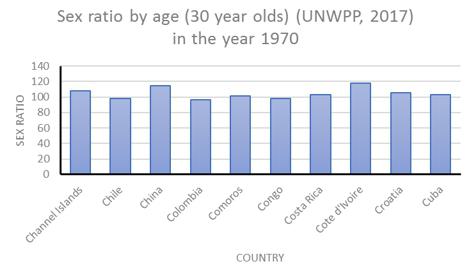 Sex ratio by age (30 year olds) (UNWPP, 2017)
in the year 1970
140
120
100
80
60
40
20
0
SEX RATIO
Channel Islands
Chile
China
Colombia
Comoros
Congo
Costa Rica
Cote d'Ivoire
Croatia
Cuba
COUNTRY